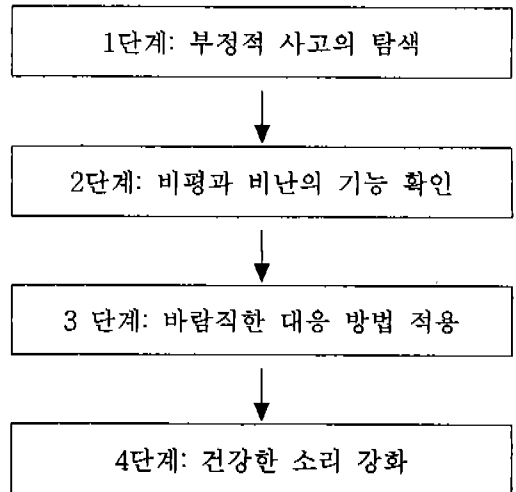 1단계: 부정적 사고의 탐색
2단계: 비평과 비난의 기능 확인
3 단계: 바람직한 대응 방법 적용
4단계: 건강한 소리 강화